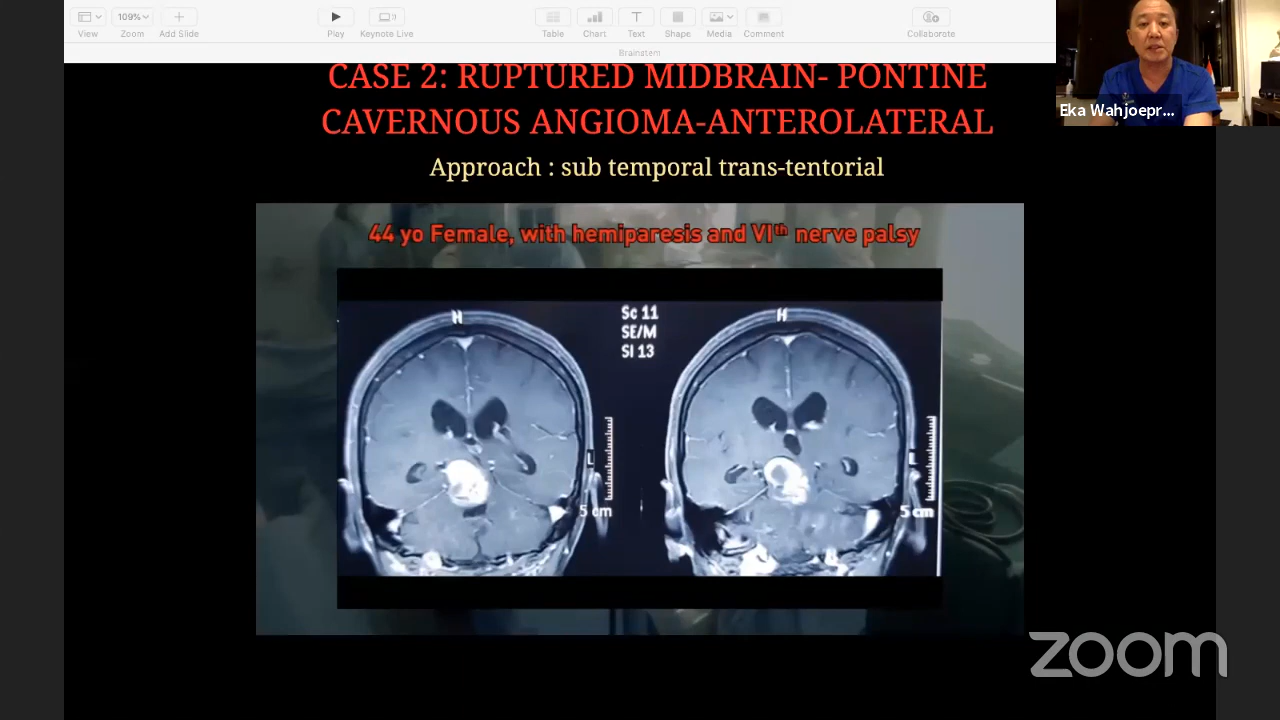 View
Zoom
Add Slide
Play
Keynote Live
Table
Chart
Text
Shape
Media
Comment
Collaborate
109%
Brainstem
CASE 2: RUPTURED MIDBRAIN- PONTINE
CAVERNOUS ANGIOMA-ANTEROLATERAL
Approach : sub temporal trans-tentorial
44 yo Female, with hemiparesis and VIth nerve palsy
H
Sc 11
SE/M
SI 13
H
L
5 cm
L
5 cm
Eka Wahjoepr...
zoom